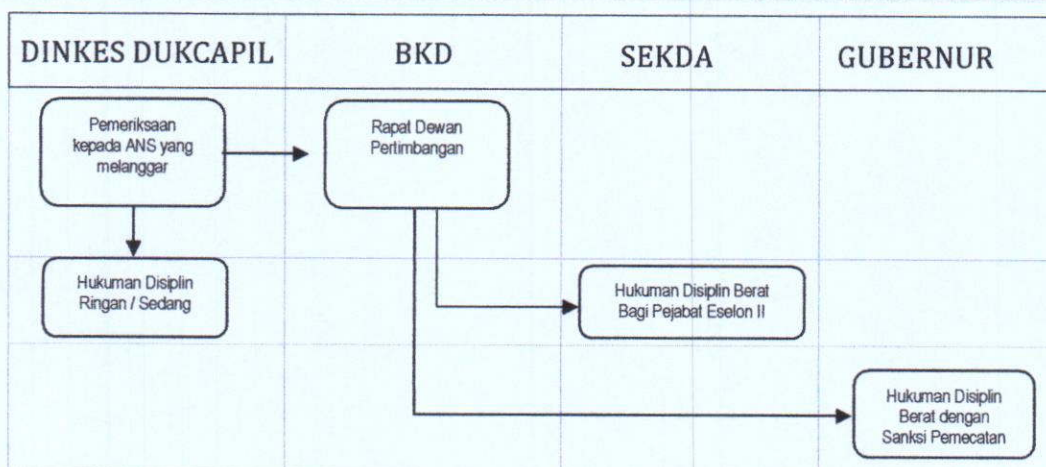 DINKES DUKCAPIL
BKD
SEKDA
GUBERNUR
Pemeriksaan
kepada ANS yang
melanggar
Rapat Dewan
Pertimbangan
Hukuman Disiplin
Ringan / Sedang
Hukuman Disiplin Berat
Bagi Pejabat Eselon II
Hukuman Disiplin
Berat dengan
Sanksi Pemecatan